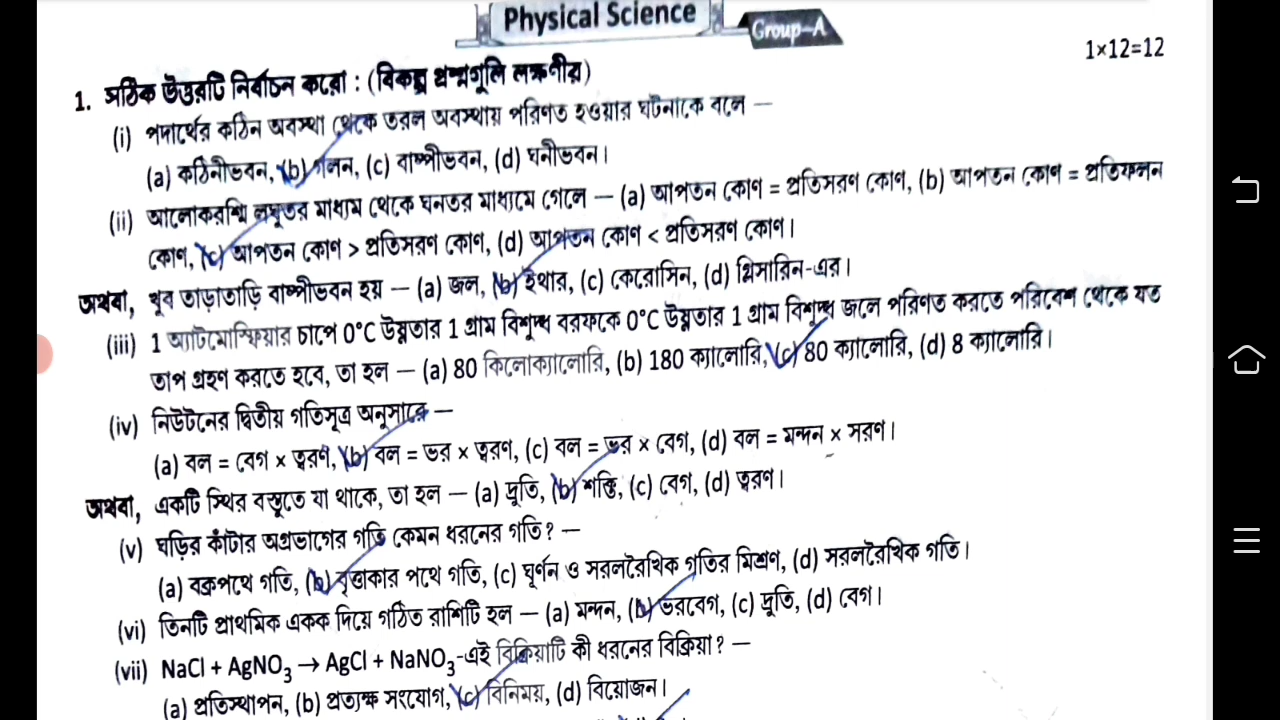 Physical Science
Group-A
1×12=12
1. সঠিক উত্তরটি নির্বাচন করো : (বিকল্প প্রশ্নগুলি লক্ষণীয়)
(i) পদার্থের কঠিন অবস্থা থেকে তরল অবস্থায় পরিণত হওয়ার ঘটনাকে বলে —
(a) কঠিনীভবন, (b) গলন, (c) বাষ্পীভবন, (d) ঘনীভবন।
(ii) আলোকরশ্মি লঘুতর মাধ্যম থেকে ঘনতর মাধ্যমে গেলে — (a) আপতন কোণ = প্রতিসরণ কোণ, (b) আপতন কোণ = প্রতিফলন
কোণ, (c) আপতন কোণ > প্রতিসরণ কোণ, (d) আপতন কোণ < প্রতিসরণ কোণ।
অথবা, খুব তাড়াতাড়ি বাষ্পীভবন হয় — (a) জল, (b) ইথার, (c) কেরোসিন, (d) গ্লিসারিন-এর।
(iii) 1 অ্যাটমোস্ফিয়ার চাপে 0°C উষ্ণতার 1 গ্রাম বিশুদ্ধ বরফকে 0°C উষ্ণতার 1 গ্রাম বিশুদ্ধ জলে পরিণত করতে পরিবেশ থেকে যত
তাপ গ্রহণ করতে হবে, তা হল — (a) 80 কিলোক্যালোরি, (b) 180 ক্যালোরি, (c) 80 ক্যালোরি, (d) 8 ক্যালোরি।
(iv) নিউটনের দ্বিতীয় গতিসূত্র অনুসারে —
(a) বল = বেগ × ত্বরণ, (b) বল = ভর × ত্বরণ, (c) বল = ভর × বেগ, (d) বল = মন্দন × সরণ।
অথবা, একটি স্থির বস্তুতে যা থাকে, তা হল — (a) দ্রুতি, (b) শক্তি, (c) বেগ, (d) ত্বরণ।
(v) ঘড়ির কাঁটার অগ্রভাগের গতি কেমন ধরনের গতি? —
(a) বক্রপথে গতি, (b) বৃত্তাকার পথে গতি, (c) ঘূর্ণন ও সরলরৈখিক গতির মিশ্রণ, (d) সরলরৈখিক গতি।
(vi) তিনটি প্রাথমিক একক দিয়ে গঠিত রাশিটি হল — (a) মন্দন, (b) ভরবেগ, (c) দ্রুতি, (d) বেগ।
(vii) NaCl + AgNO₃ → AgCl + NaNO₃-এই বিক্রিয়াটি কী ধরনের বিক্রিয়া? —
(a) প্রতিস্থাপন, (b) প্রত্যক্ষ সংযোগ, (c) বিনিময়, (d) বিয়োজন।